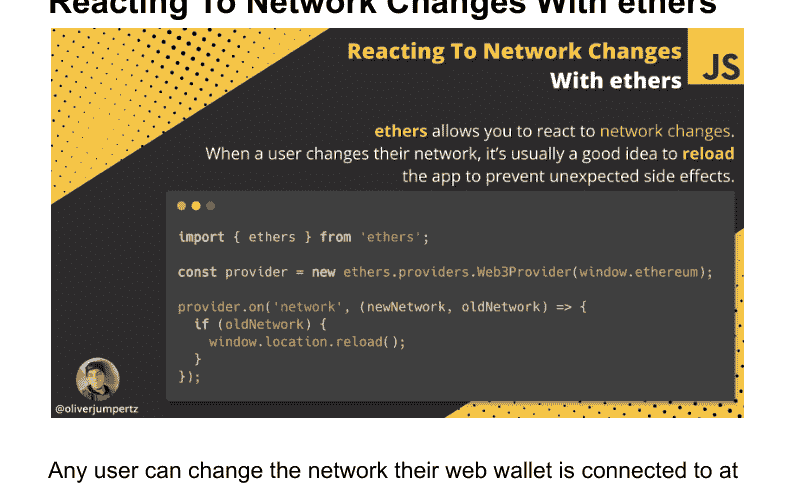 Reacting To Network Changes With ethers
Reacting To Network Changes
With ethers
JS
ethers allows you to react to network changes.
When a user changes their network, it's usually a good idea to reload
the app to prevent unexpected side effects.
import { ethers } from 'ethers';
const provider = new ethers.providers.Web3Provider(window.ethereum);
provider.on('network', (newNetwork, oldNetwork) => {
  if (oldNetwork) {
    window.location.reload();
  }
});
@oliverjumpertz
Any user can change the network their web wallet is connected to at